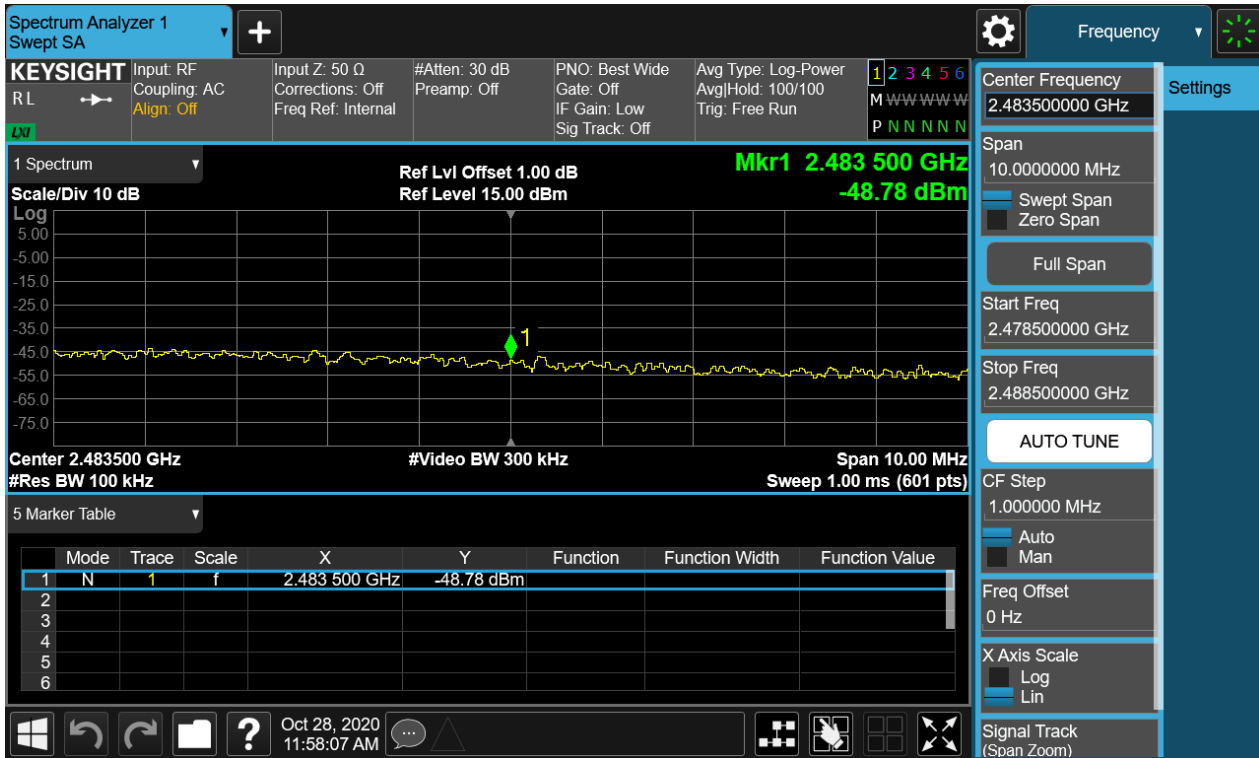 Spectrum Analyzer 1
Swept SA
Frequency
KEYSIGHT
R L
LXI
Input: RF
Coupling: AC
Align: Off
Input Z: 50 Ω
Corrections: Off
Freq Ref: Internal
#Atten: 30 dB
Preamp: Off
PNO: Best Wide
Gate: Off
IF Gain: Low
Sig Track: Off
Avg Type: Log-Power
Avg|Hold: 100/100
Trig: Free Run
1 2 3 4 5 6
M W W W W W
P N N N N N
1 Spectrum
Scale/Div 10 dB
Ref Lvl Offset 1.00 dB
Ref Level 15.00 dBm
Mkr1 2.483 500 GHz
-48.78 dBm
Log
5.00
-5.00
-15.0
-25.0
-35.0
-45.0
-55.0
-65.0
-75.0
1
Center 2.483500 GHz
#Video BW 300 kHz
Span 10.00 MHz
#Res BW 100 kHz
Sweep 1.00 ms (601 pts)
5 Marker Table
Mode Trace Scale X Y Function Function Width Function Value
1 N 1 f 2.483 500 GHz -48.78 dBm
2
3
4
5
6
?
Oct 28, 2020
11:58:07 AM
Center Frequency
2.483500000 GHz
Settings
Span
10.0000000 MHz
Swept Span
Zero Span
Full Span
Start Freq
2.478500000 GHz
Stop Freq
2.488500000 GHz
AUTO TUNE
CF Step
1.000000 MHz
Auto
Man
Freq Offset
0 Hz
X Axis Scale
Log
Lin
Signal Track
(Span Zoom)